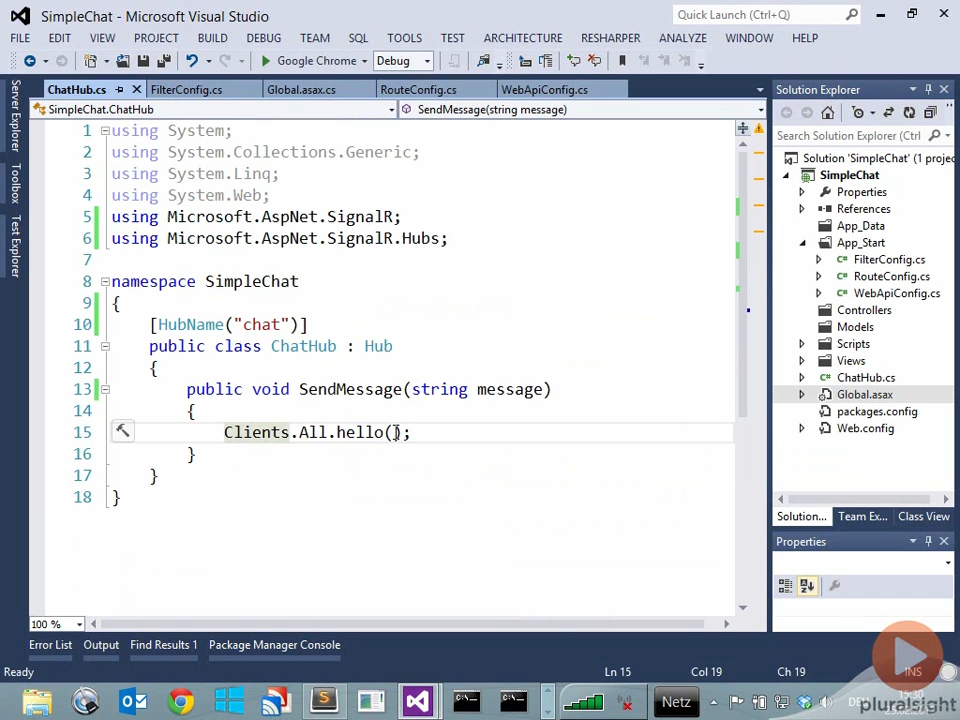 SimpleChat - Microsoft Visual Studio
Quick Launch (Ctrl+Q)
FILE EDIT VIEW PROJECT BUILD DEBUG TEAM SQL TOOLS TEST ARCHITECTURE RESHARPER ANALYZE WINDOW HELP
Google Chrome Debug
Server Explorer
Toolbox
Test Explorer
ChatHub.cs FilterConfig.cs Global.asax.cs RouteConfig.cs WebApiConfig.cs
SimpleChat.ChatHub SendMessage(string message)
1 using System;
2 using System.Collections.Generic;
3 using System.Linq;
4 using System.Web;
5 using Microsoft.AspNet.SignalR;
6 using Microsoft.AspNet.SignalR.Hubs;
7
8 namespace SimpleChat
9 {
10 [HubName("chat")]
11 public class ChatHub : Hub
12 {
13 public void SendMessage(string message)
14 {
15 Clients.All.hello();
16 }
17 }
18 }
100 %
Solution Explorer
Search Solution Explorer (Ctrl
Solution 'SimpleChat' (1 projec
SimpleChat
Properties
References
App_Data
App_Start
FilterConfig.cs
RouteConfig.cs
WebApiConfig.cs
Controllers
Models
Scripts
Views
ChatHub.cs
Global.asax
packages.config
Web.config
Solution... Team Ex... Class View
Properties
Error List Output Find Results 1 Package Manager Console
Ready Ln 15 Col 19 Ch 19 INS
Netz
pluralsight